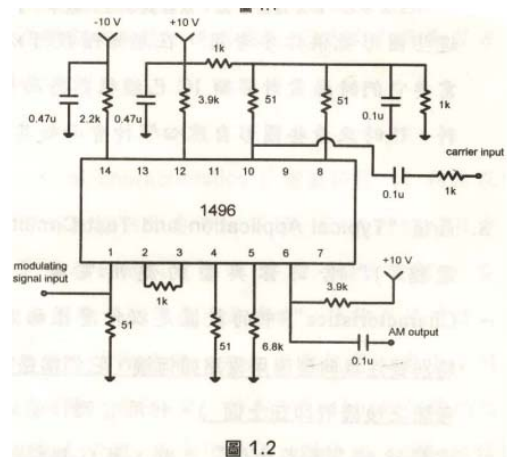 -10 V
+10 V
1k
0.47u
2.2k
0.47u
3.9k
51
51
0.1u
1k
carrier input
0.1u
1k
14 13 12 11 10 9 8
1496
1 2 3 4 5 6 7
modulating
signal input
1k
+10 V
3.9k
51
51
6.8k
AM output
0.1u
圖 1.2